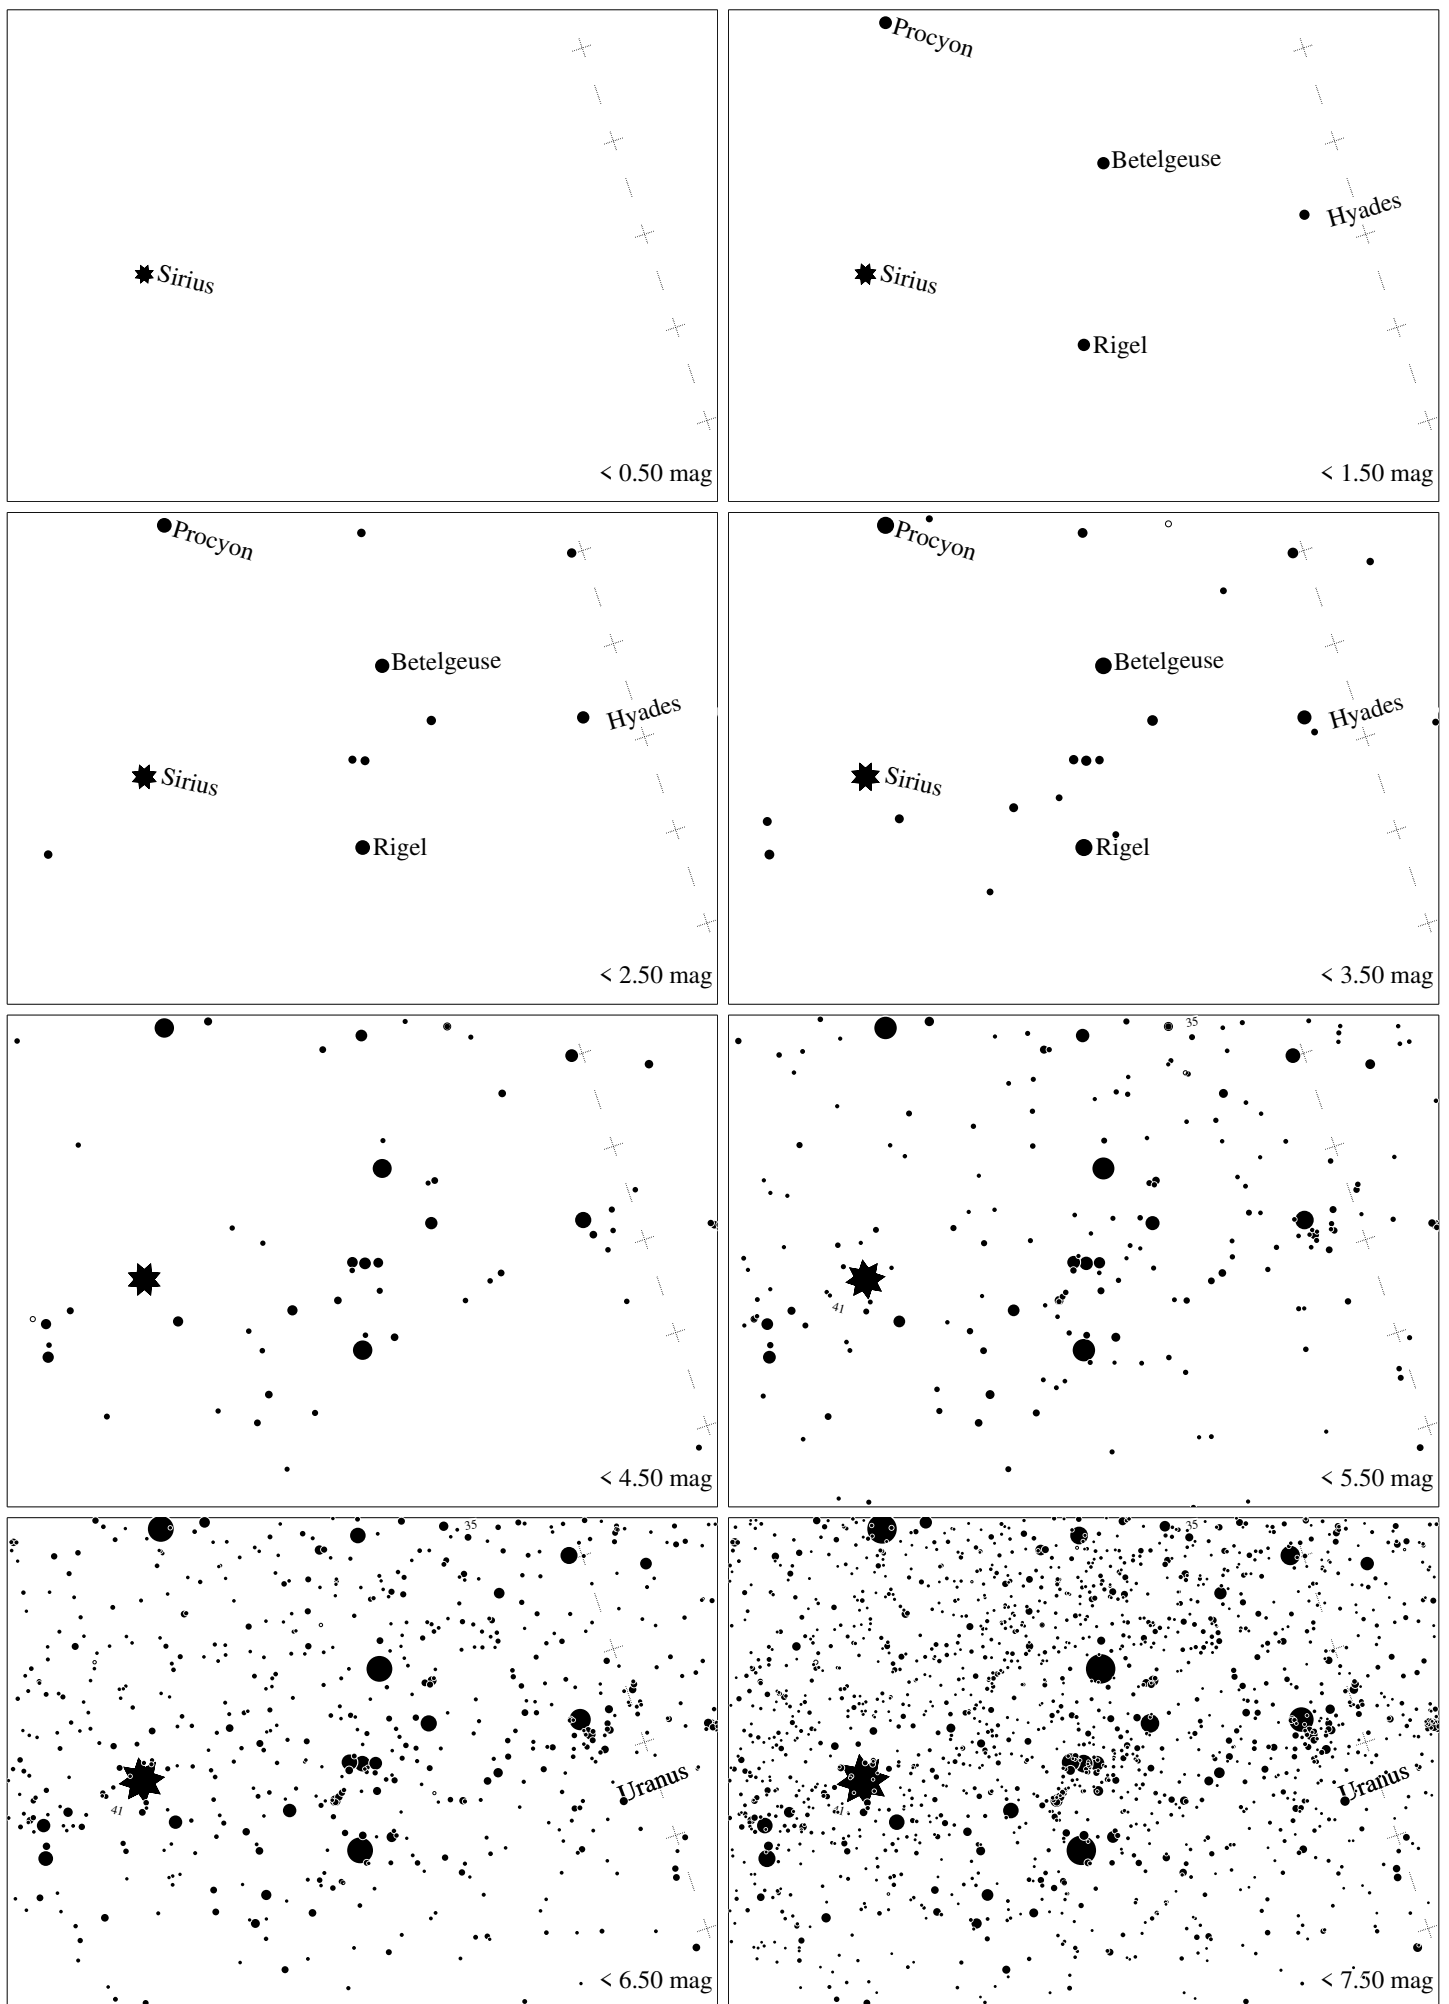 Sirius
< 0.50 mag
Procyon
Betelgeuse
Hyades
Sirius
Rigel
< 1.50 mag
Procyon
Betelgeuse
Hyades
Sirius
Rigel
< 2.50 mag
Procyon
Betelgeuse
Hyades
Sirius
Rigel
< 3.50 mag
< 4.50 mag
35
41
< 5.50 mag
35
Uranus
41
< 6.50 mag
35
Uranus
41
< 7.50 mag